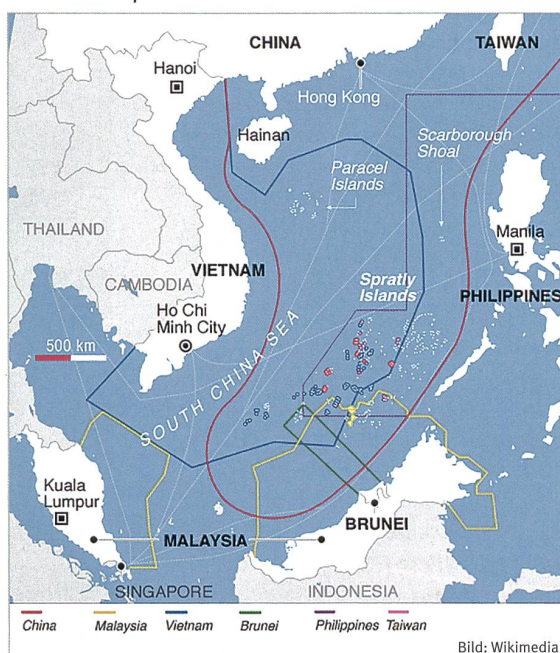 CHINA
TAIWAN
Hanoi
Hong Kong
Hainan
Scarborough
Shoal
Paracel
Islands
THAILAND
Manila
VIETNAM
CAMBODIA
Spratly
Islands
PHILIPPINES
Ho Chi
Minh City
500 km
SOUTH CHINA SEA
Kuala
Lumpur
BRUNEI
MALAYSIA
SINGAPORE
INDONESIA
China Malaysia Vietnam Brunei Philippines Taiwan
Bild: Wikimedia